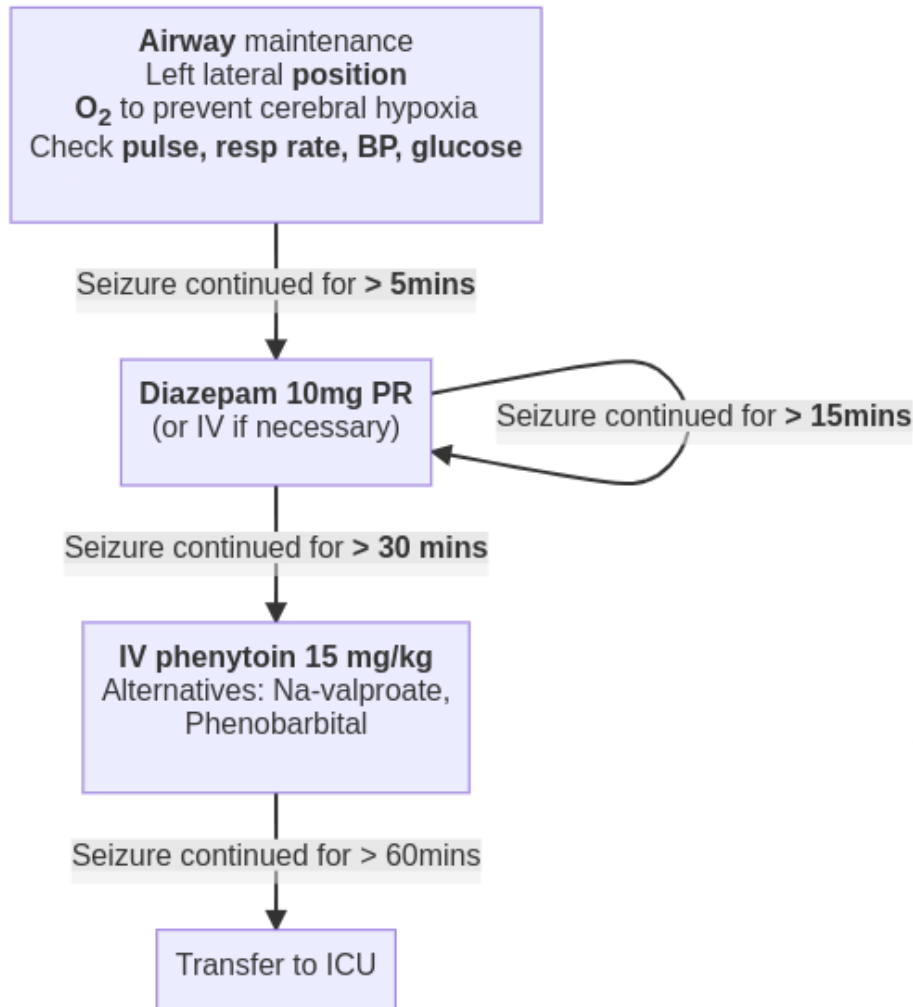 Airway maintenance
Left lateral position
O₂ to prevent cerebral hypoxia
Check pulse, resp rate, BP, glucose
Seizure continued for > 5mins
Diazepam 10mg PR
(or IV if necessary)
Seizure continued for > 15mins
Seizure continued for > 30 mins
IV phenytoin 15 mg/kg
Alternatives: Na-valproate,
Phenobarbital
Seizure continued for > 60mins
Transfer to ICU